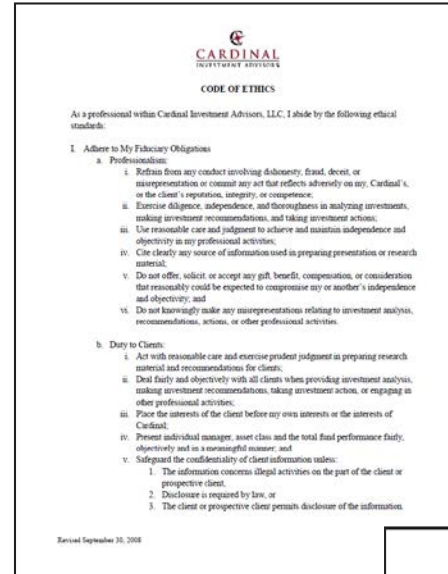 CARDINAL
INVESTMENT ADVISORS
CODE OF ETHICS
As a professional within Cardinal Investment Advisors, LLC, I abide by the following ethical
standards:
I. Adhere to My Fiduciary Obligations
a. Professionalism:
i. Refrain from any conduct involving dishonesty, fraud, deceit, or
misrepresentation or commit any act that reflects adversely on my, Cardinal's,
or the client's reputation, integrity, or competence;
ii. Exercise diligence, independence, and thoroughness in analyzing investments,
making investment recommendations, and taking investment actions;
iii. Use reasonable care and judgment to achieve and maintain independence and
objectivity in my professional activities;
iv. Cite clearly any source of information used in preparing presentation or research
material;
v. Do not offer, solicit, or accept any gift, benefit, compensation, or consideration
that reasonably could be expected to compromise my or another's independence
and objectivity; and
vi. Do not knowingly make any misrepresentations relating to investment analysis,
recommendations, actions, or other professional activities.
b. Duty to Clients:
i. Act with reasonable care and exercise prudent judgment in preparing research
material and recommendations for clients;
ii. Deal fairly and objectively with all clients when providing investment analysis,
making investment recommendations, taking investment action, or engaging in
other professional activities;
iii. Place the interests of the client before my own interests or the interests of
Cardinal;
iv. Present individual manager, asset class and the total fund performance fairly,
objectively and in a meaningful manner; and
v. Safeguard the confidentiality of client information unless:
1. The information concerns illegal activities on the part of the client or
prospective client,
2. Disclosure is required by law, or
3. The client or prospective client permits disclosure of the information.
Revised September 30, 2008